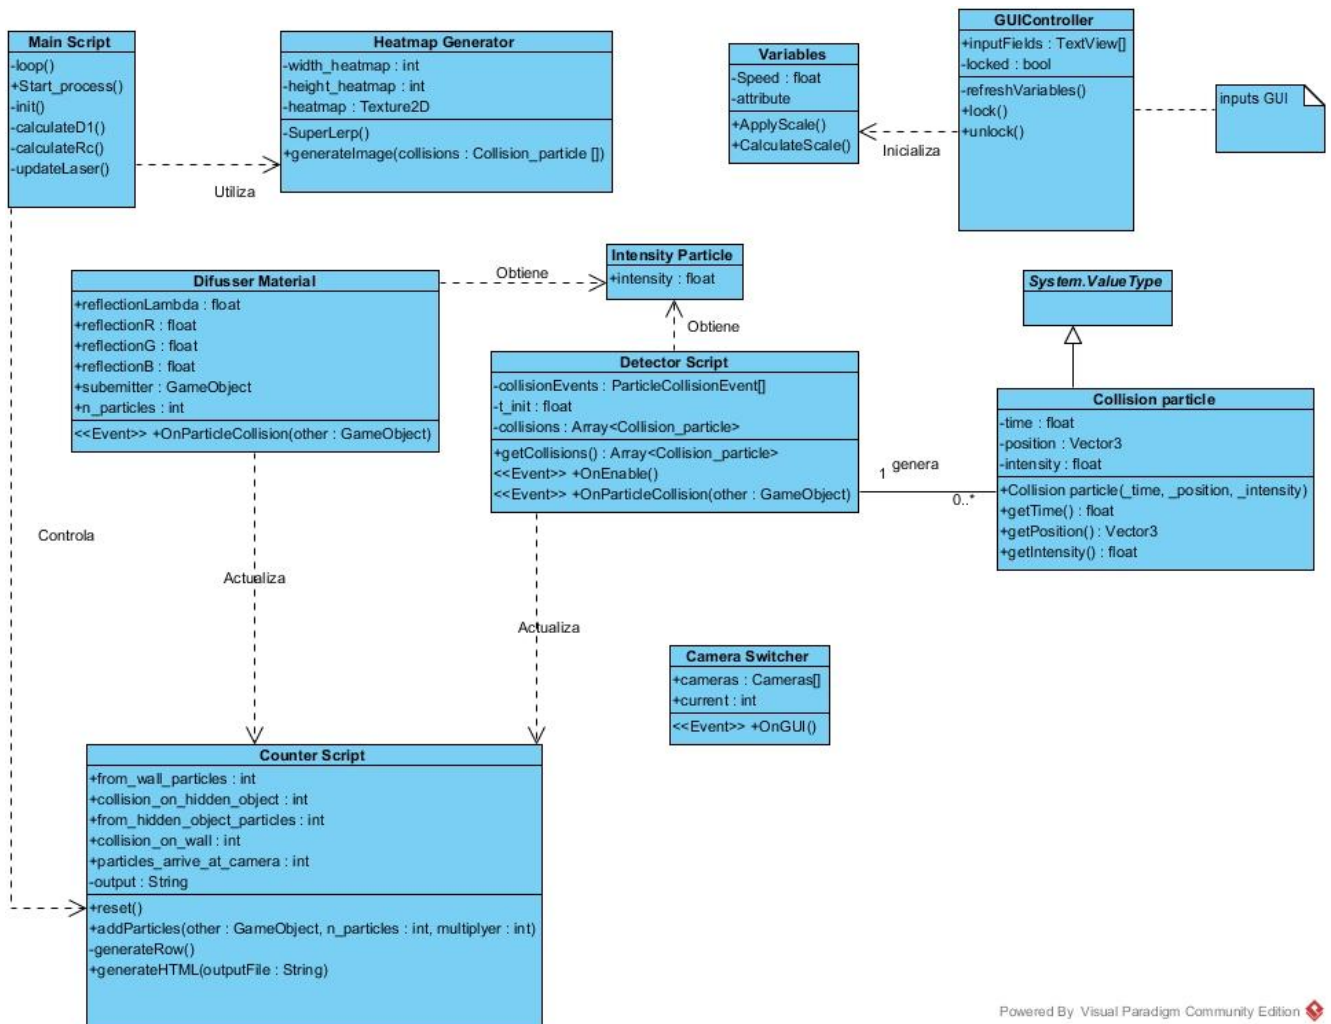 Main Script
-loop()
+Start_process()
-init()
-calculateD1()
-calculateRc()
-updateLaser()
Heatmap Generator
-width_heatmap : int
-height_heatmap : int
-heatmap : Texture2D
-SuperLerp()
+generateImage(collisions : Collision_particle [])
Utiliza
Variables
-Speed : float
-attribute
+ApplyScale()
+CalculateScale()
Inicializa
GUIController
+inputFields : TextView[]
-locked : bool
-refreshVariables()
+lock()
+unlock()
inputs GUI
Difusser Material
+reflectionLambda : float
+reflectionR : float
+reflectionG : float
+reflectionB : float
+subemitter : GameObject
+n_particles : int
<<Event>> +OnParticleCollision(other : GameObject)
Obtiene
Intensity Particle
+intensity : float
Obtiene
System.ValueType
Detector Script
-collisionEvents : ParticleCollisionEvent[]
-t_init : float
-collisions : Array<Collision_particle>
+getCollisions() : Array<Collision_particle>
<<Event>> +OnEnable()
<<Event>> +OnParticleCollision(other : GameObject)
1 genera
0..*
Collision particle
-time : float
-position : Vector3
-intensity : float
+Collision particle(_time, _position, _intensity)
+getTime() : float
+getPosition() : Vector3
+getIntensity() : float
Controla
Actualiza
Actualiza
Camera Switcher
+cameras : Cameras[]
+current : int
<<Event>> +OnGUI()
Counter Script
+from_wall_particles : int
+collision_on_hidden_object : int
+from_hidden_object_particles : int
+collision_on_wall : int
+particles_arrive_at_camera : int
-output : String
+reset()
+addParticles(other : GameObject, n_particles : int, multiplyer : int)
-generateRow()
+generateHTML(outputFile : String)
Powered By Visual Paradigm Community Edition